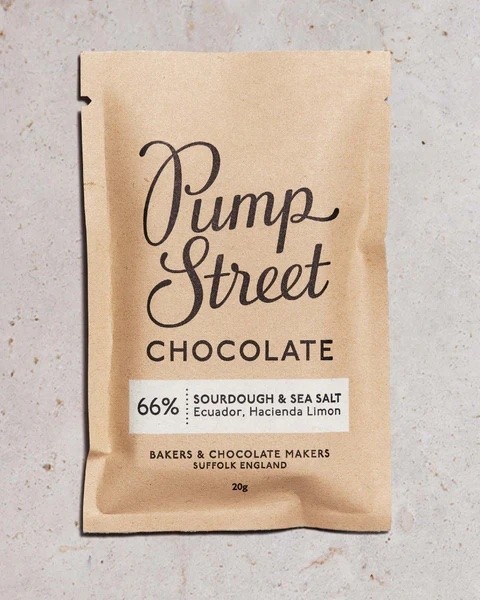 Pump
Street
CHOCOLATE
66%
SOURDOUGH & SEA SALT
Ecuador, Hacienda Limon
BAKERS & CHOCOLATE MAKERS
SUFFOLK ENGLAND
20g